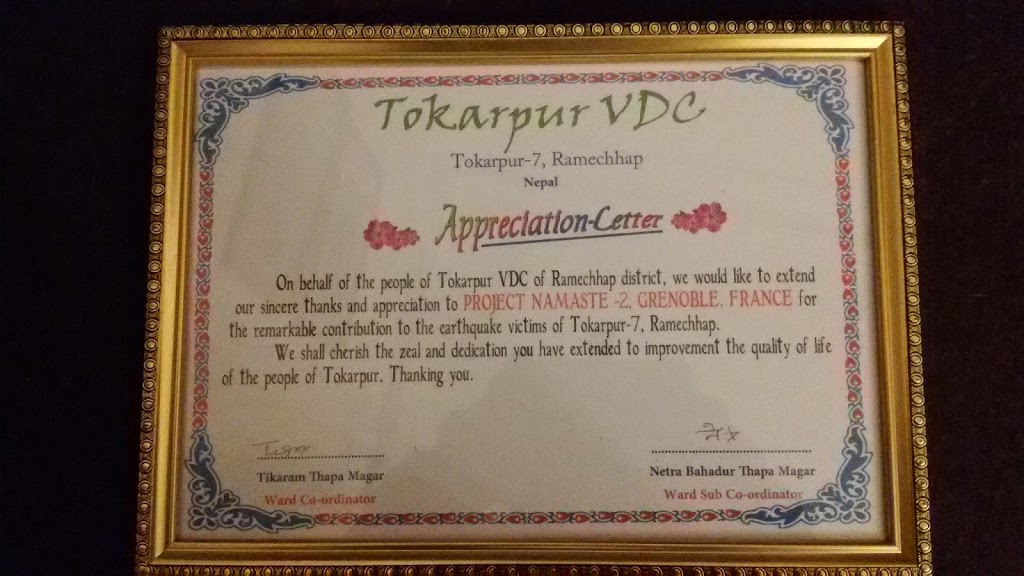 Tokarpur VDC
Tokarpur-7, Ramechhap
Nepal
Appreciation-Letter
On behalf of the people of Tokarpur VDC of Ramechhap district, we would like to extend
our sincere thanks and appreciation to PROJECT NAMASTE -2, GRENOBLE, FRANCE for
the remarkable contribution to the earthquake victims of Tokarpur-7, Ramechhap.
We shall cherish the zeal and dedication you have extended to improvement the quality of life
of the people of Tokarpur. Thanking you.
Tikaram Thapa Magar
Ward Co-ordinator
Netra Bahadur Thapa Magar
Ward Sub Co-ordinator